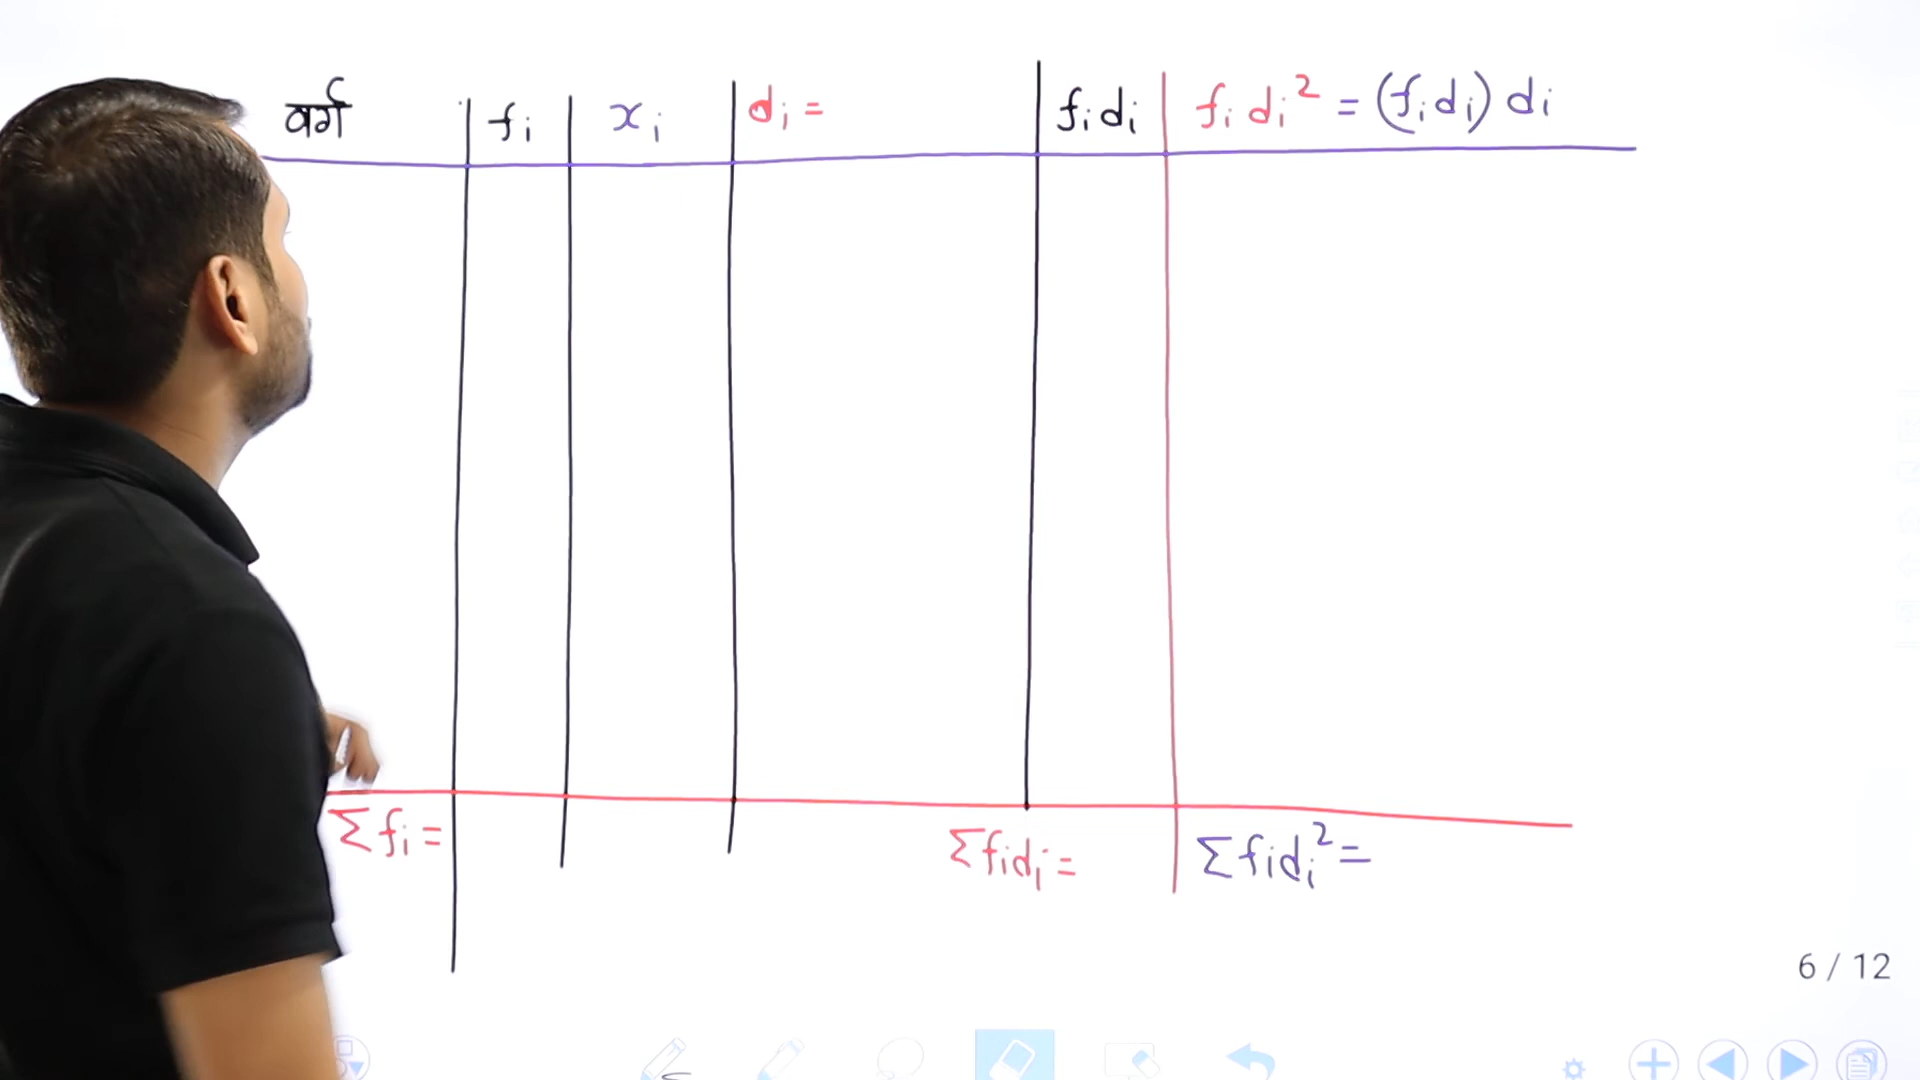 वर्ग fᵢ xᵢ dᵢ = fᵢdᵢ fᵢdᵢ² = (fᵢdᵢ) dᵢ
Σfᵢ = Σfᵢdᵢ = Σfᵢdᵢ² =
6 / 12